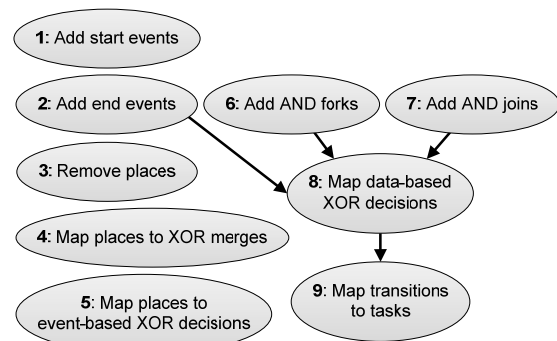 1: Add start events
2: Add end events
6: Add AND forks
7: Add AND joins
3: Remove places
8: Map data-based
XOR decisions
4: Map places to XOR merges
5: Map places to
event-based XOR decisions
9: Map transitions
to tasks